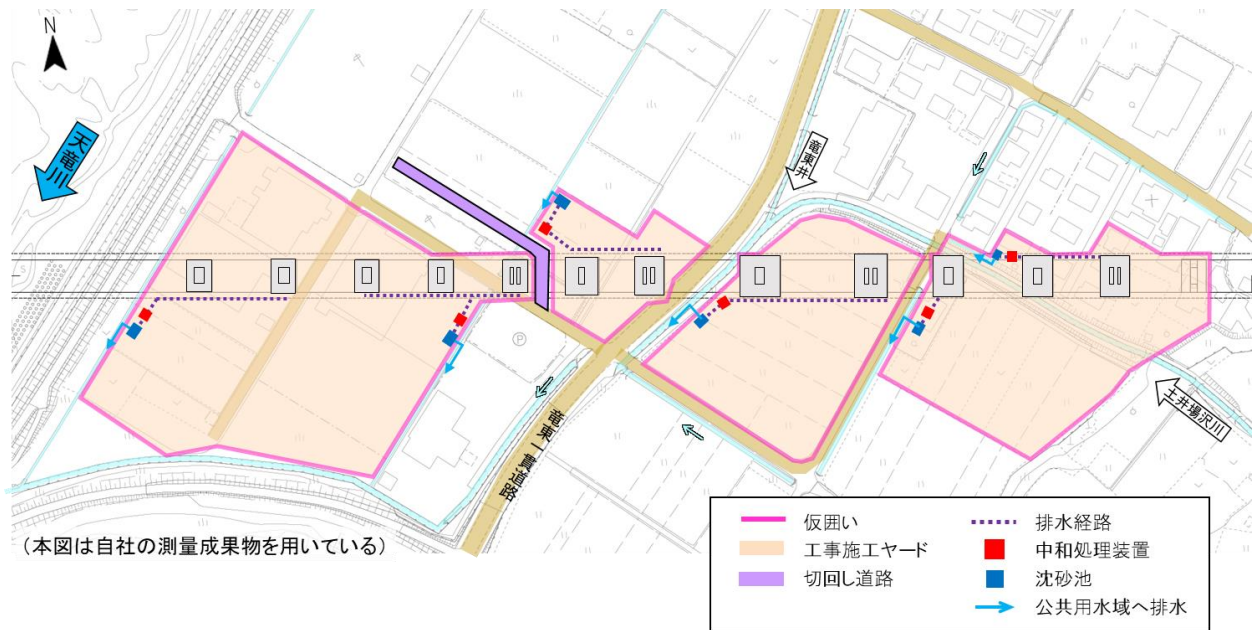 N
天竜川
竜東井
土井場沢川
P
竜東一貫道路
（本図は自社の測量成果物を用いている）
仮囲い
工事施工ヤード
切回し道路
排水経路
中和処理装置
沈砂池
公共用水域へ排水